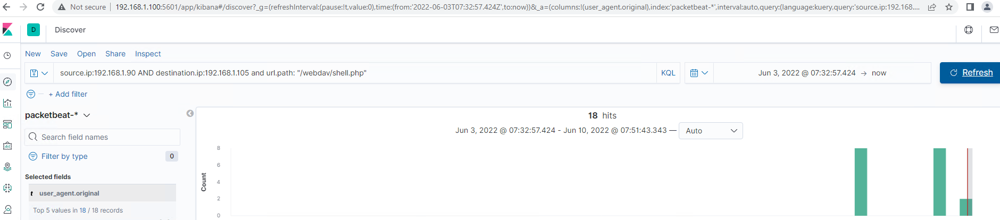 Not secure | 192.168.1.100:5601/app/kibana#/discover?_g=(refreshInterval:(pause:!t,value:0),time:(from:'2022-06-03T07:32:57.424Z',to:now))&_a=(columns:!(user_agent.original),index:'packetbeat-*',interval:auto,query:(language:kuery,query:'source.ip:192.168....
D Discover
New Save Open Share Inspect
source.ip:192.168.1.90 AND destination.ip:192.168.1.105 and url.path: "/webdav/shell.php" KQL Jun 3, 2022 @ 07:32:57.424 → now Refresh
+ Add filter
packetbeat-*
18 hits
Jun 3, 2022 @ 07:32:57.424 - Jun 10, 2022 @ 07:51:43.343 — Auto
Search field names
Filter by type 0
Selected fields
t user_agent.original
Top 5 values in 18 / 18 records
Count
8
6
4
2
0